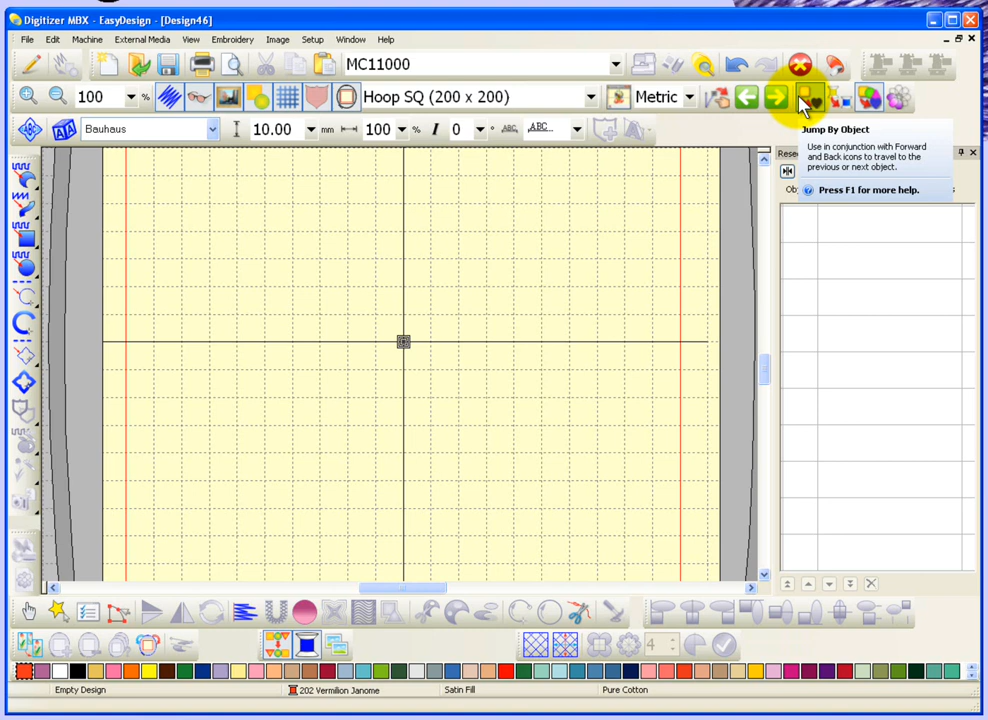 Digitizer MBX - EasyDesign - [Design46]
File Edit Machine External Media View Embroidery Image Setup Window Help
MC11000
100 % Hoop SQ (200 x 200) Metric
Bauhaus 10.00 mm 100 % I 0 ° ABC ABC...
Jump By Object
Use in conjunction with Forward
and Back icons to travel to the
previous or next object.
Press F1 for more help.
4
Empty Design 202 Vermilion Janome Satin Fill Pure Cotton